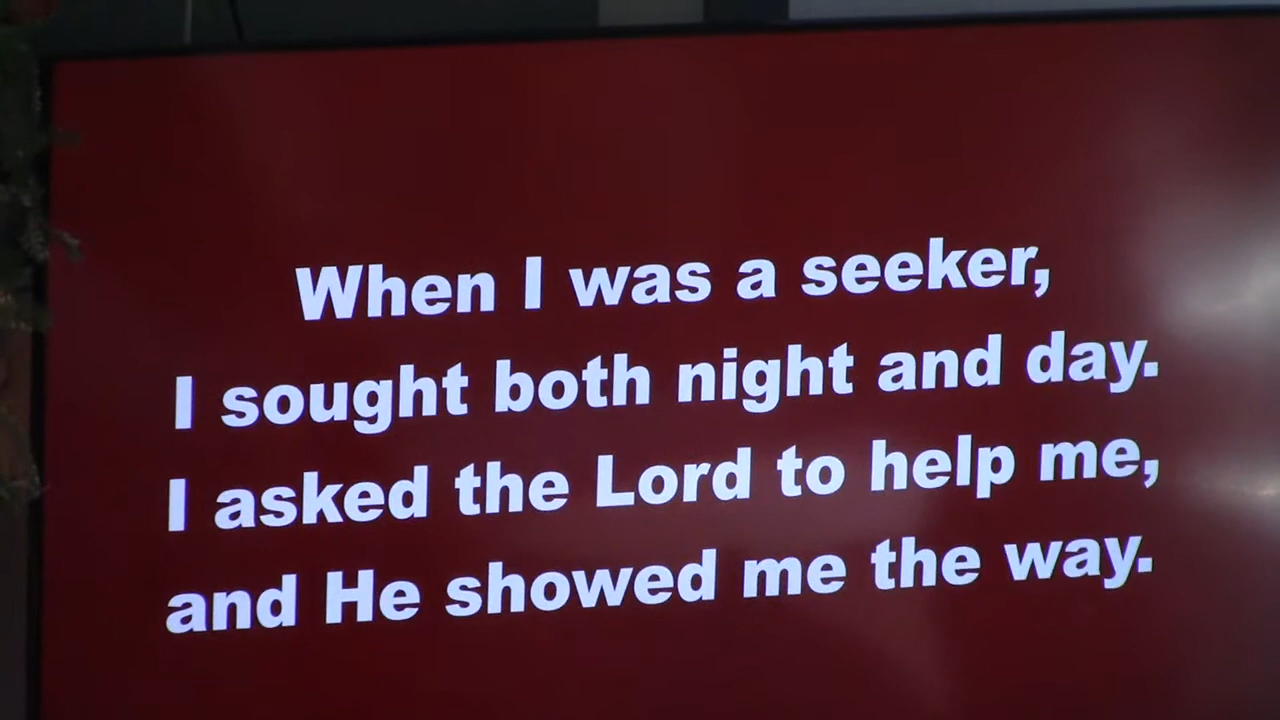 When I was a seeker,
I sought both night and day.
I asked the Lord to help me,
and He showed me the way.